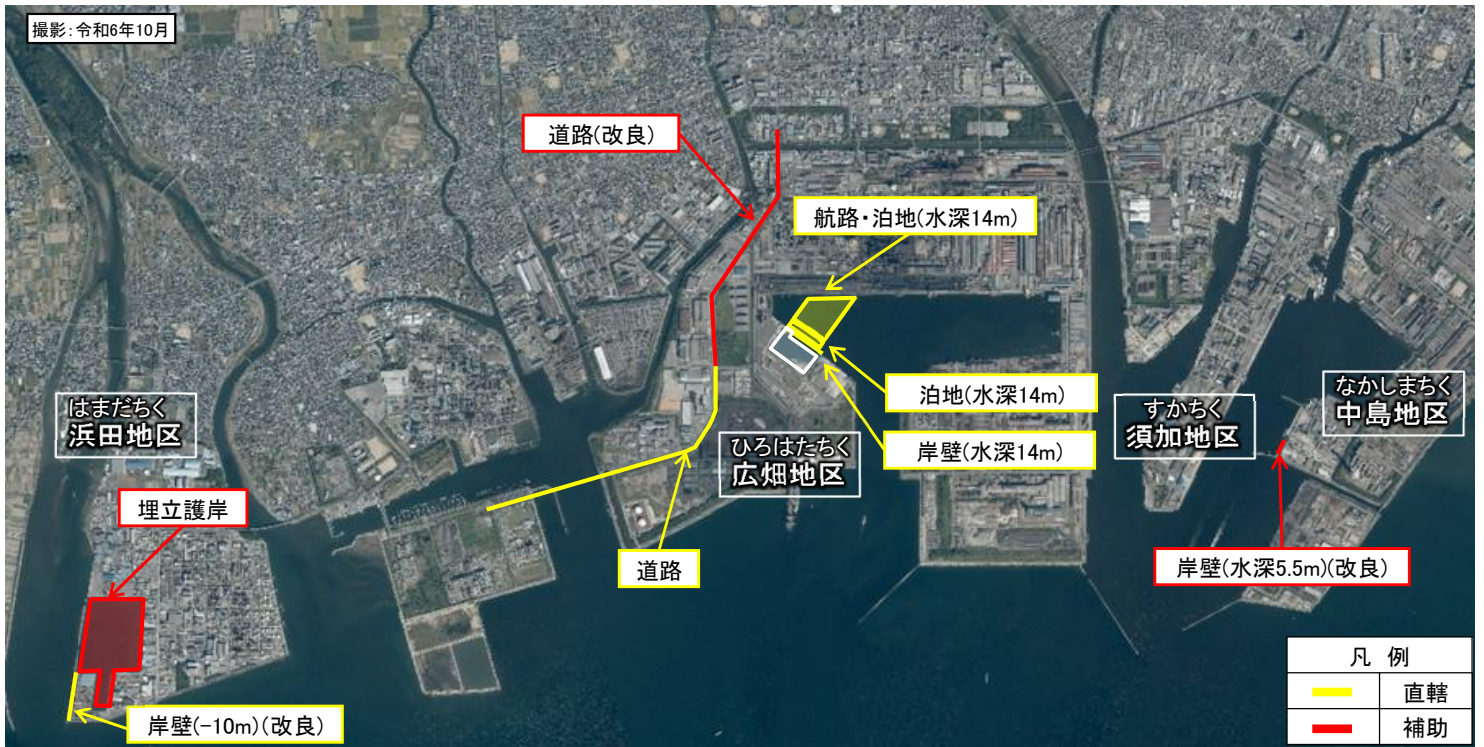 撮影:令和6年10月
道路(改良)
航路・泊地(水深14m)
泊地(水深14m)
岸壁(水深14m)
はまだちく
浜田地区
ひろはたちく
広畑地区
すかちく
須加地区
なかしまちく
中島地区
埋立護岸
道路
岸壁(水深5.5m)(改良)
岸壁(-10m)(改良)
凡 例
直轄
補助